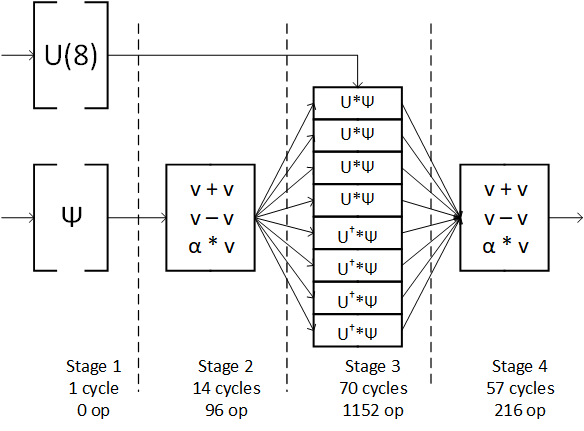 U(8)
U*Ψ
U*Ψ
U*Ψ
U*Ψ
U†*Ψ
U†*Ψ
U†*Ψ
U†*Ψ
Ψ
v + v
v – v
α * v
v + v
v – v
α * v
Stage 1
1 cycle
0 op
Stage 2
14 cycles
96 op
Stage 3
70 cycles
1152 op
Stage 4
57 cycles
216 op